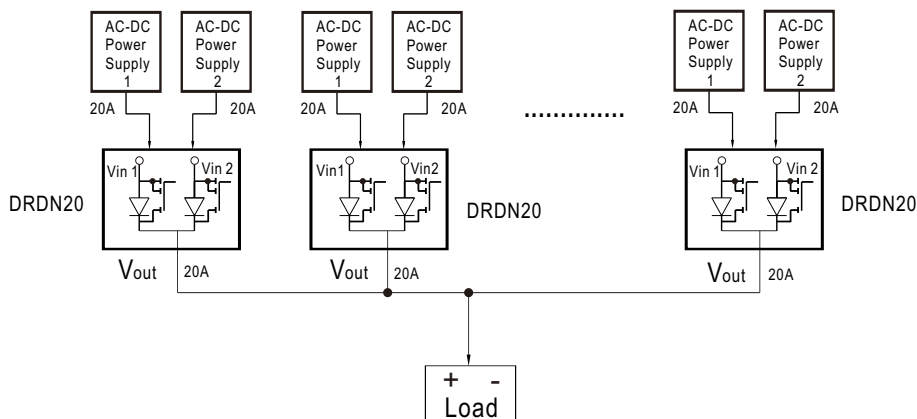 AC-DC
Power
Supply
1
AC-DC
Power
Supply
2
AC-DC
Power
Supply
1
AC-DC
Power
Supply
2
AC-DC
Power
Supply
1
AC-DC
Power
Supply
2
20A
20A
20A
20A
20A
20A
..............
Vin 1
Vin 2
Vin1
Vin2
Vin 1
Vin 2
DRDN20
DRDN20
DRDN20
Vout
20A
Vout
20A
Vout
20A
+ -
Load